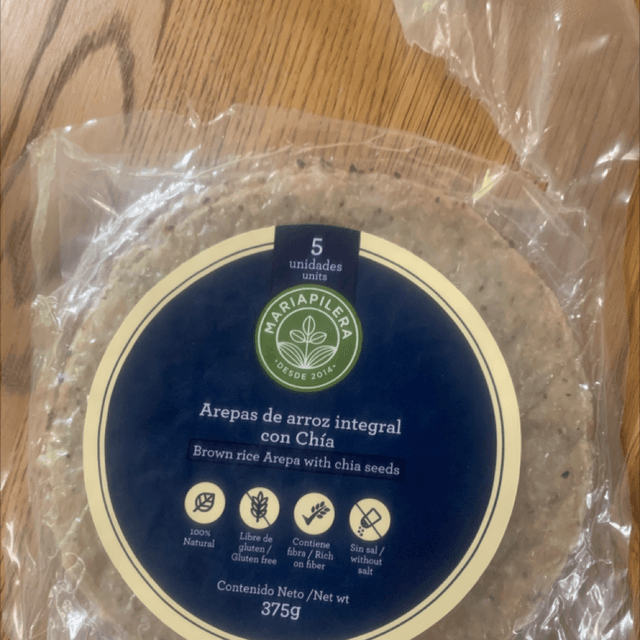 5
unidades
units
MARIAPILERA
• DESDE 2014 •
Arepas de arroz integral
con Chía
Brown rice Arepa with chia seeds
100%
Natural
Libre de
gluten /
Gluten free
Contiene
fibra / Rich
on fiber
Sin sal /
without
salt
Contenido Neto /Net wt
375g